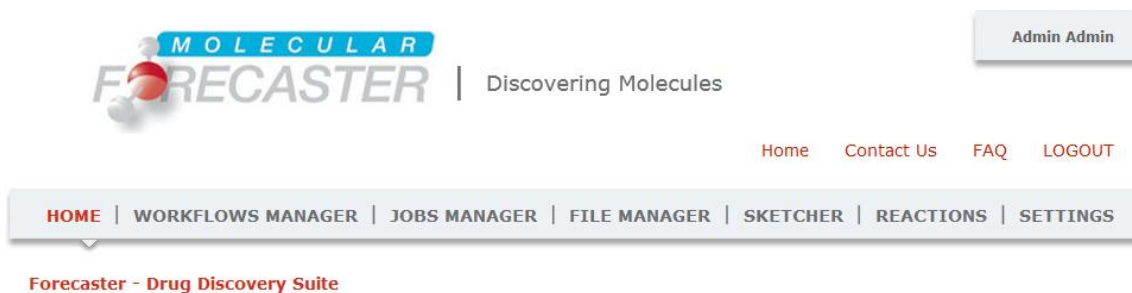 MOLECULAR
FORECASTER | Discovering Molecules
Admin Admin
Home Contact Us FAQ LOGOUT
HOME | WORKFLOWS MANAGER | JOBS MANAGER | FILE MANAGER | SKETCHER | REACTIONS | SETTINGS
Forecaster - Drug Discovery Suite